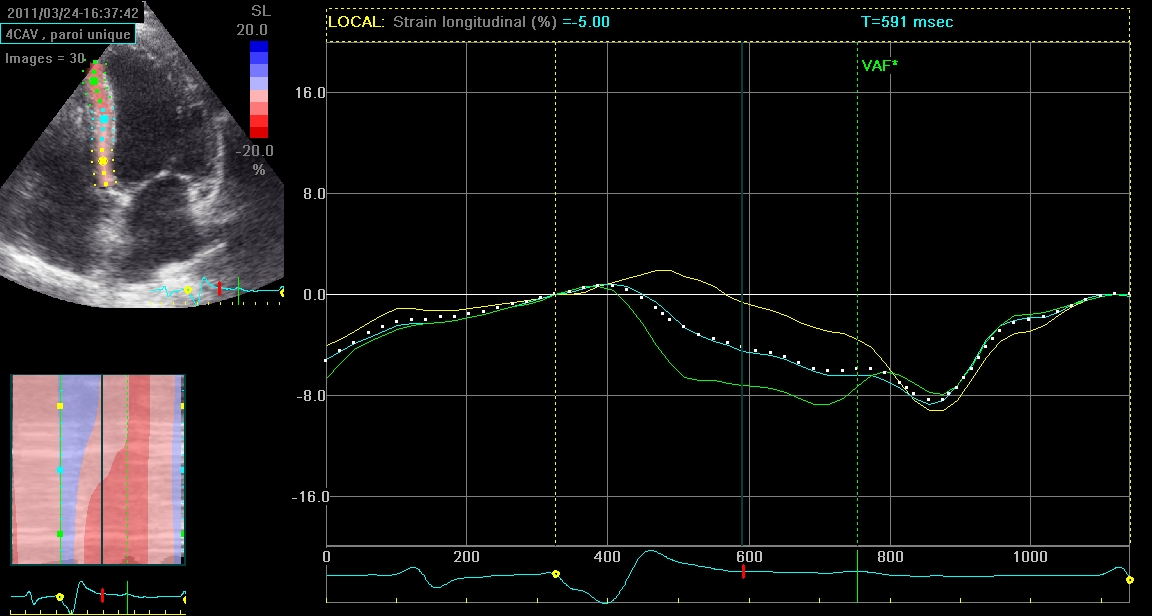 2011/03/24-16:37:42
4CAV , paroi unique
Images = 30
SL
20.0
-20.0
%
LOCAL: Strain longitudinal (%) =-5.00 T=591 msec
VAF*
16.0
8.0
0.0
-8.0
-16.0
0 200 400 600 800 1000